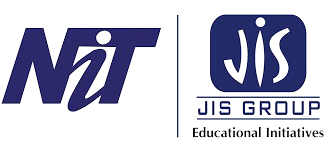 NiT
JiS
JIS GROUP
Educational Initiatives